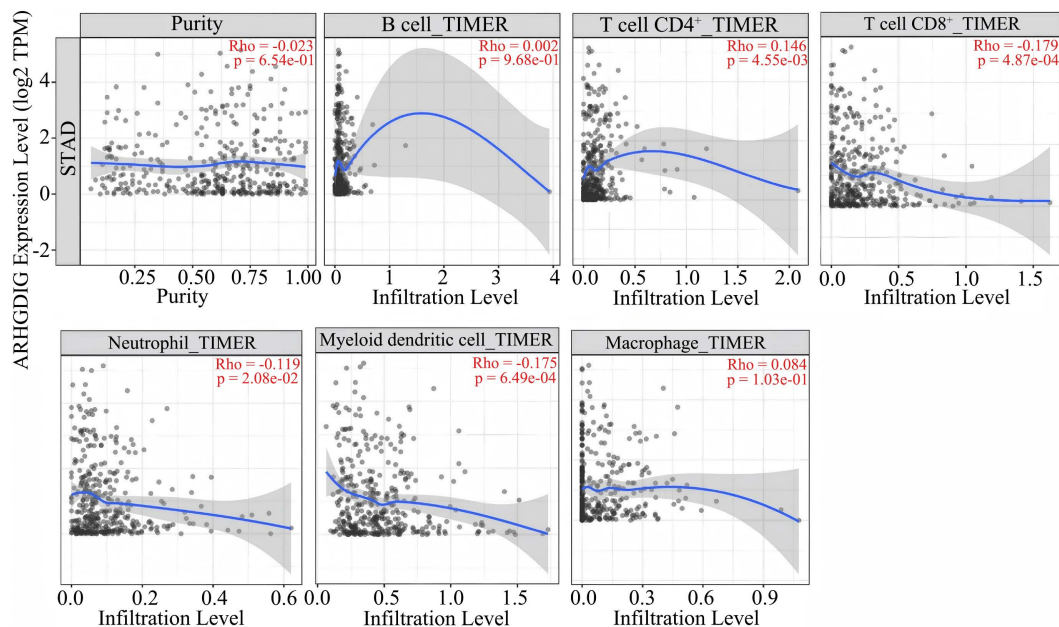 ARHGDIG Expression Level (log2 TPM)
STAD
Purity
Rho = -0.023
p = 6.54e-01
4
2
0
-2
0.25 0.50 0.75 1.00
Purity
B cell_TIMER
Rho = 0.002
p = 9.68e-01
0 1 2 3 4
Infiltration Level
T cell CD4⁺_TIMER
Rho = 0.146
p = 4.55e-03
0.0 0.5 1.0 1.5 2.0
Infiltration Level
T cell CD8⁺_TIMER
Rho = -0.179
p = 4.87e-04
0.0 0.5 1.0 1.5
Infiltration Level
Neutrophil_TIMER
Rho = -0.119
p = 2.08e-02
0.0 0.2 0.4 0.6
Infiltration Level
Myeloid dendritic cell_TIMER
Rho = -0.175
p = 6.49e-04
0.0 0.5 1.0 1.5
Infiltration Level
Macrophage_TIMER
Rho = 0.084
p = 1.03e-01
0.0 0.3 0.6 0.9
Infiltration Level